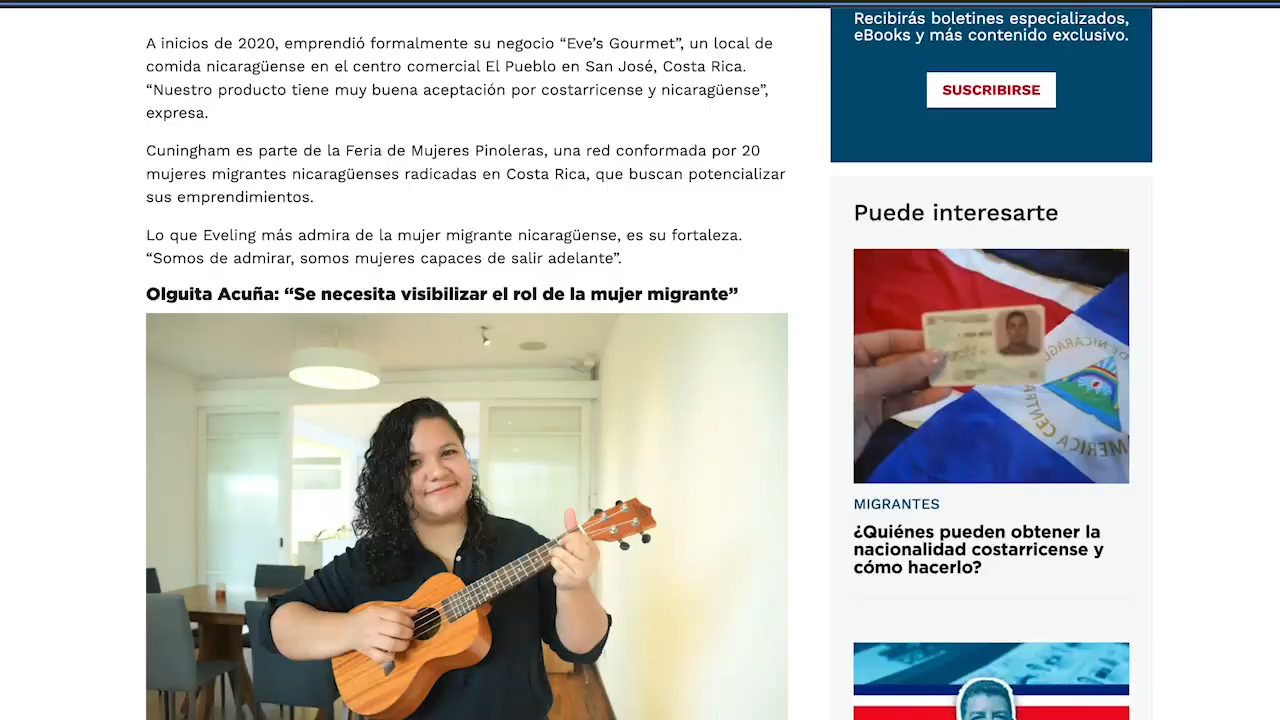 A inicios de 2020, emprendió formalmente su negocio “Eve’s Gourmet”, un local de
comida nicaragüense en el centro comercial El Pueblo en San José, Costa Rica.
“Nuestro producto tiene muy buena aceptación por costarricense y nicaragüense”,
expresa.
Cuningham es parte de la Feria de Mujeres Pinoleras, una red conformada por 20
mujeres migrantes nicaragüenses radicadas en Costa Rica, que buscan potencializar
sus emprendimientos.
Lo que Eveling más admira de la mujer migrante nicaragüense, es su fortaleza.
“Somos de admirar, somos mujeres capaces de salir adelante”.
Olguita Acuña: “Se necesita visibilizar el rol de la mujer migrante”
Recibirás boletines especializados,
eBooks y más contenido exclusivo.
SUSCRIBIRSE
Puede interesarte
DE NICARAGU
AMERICA CENTRA
MIGRANTES
¿Quiénes pueden obtener la
nacionalidad costarricense y
cómo hacerlo?